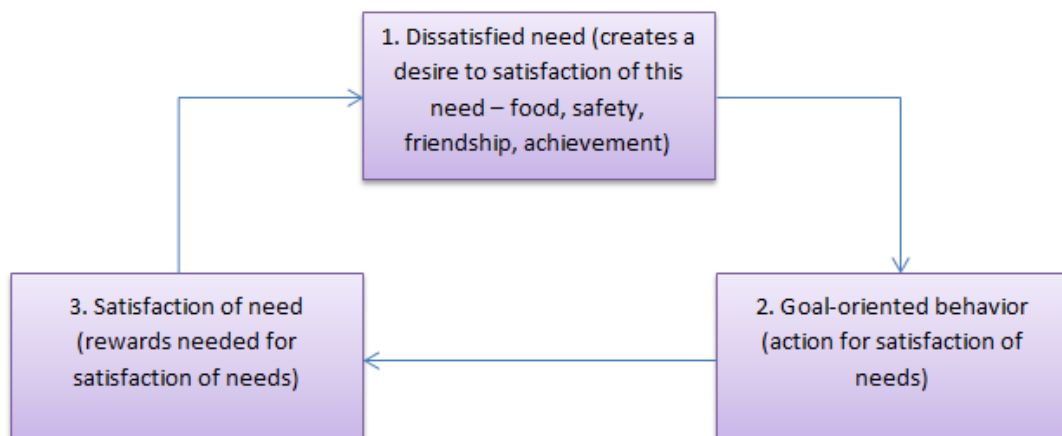 1. Dissatisfied need (creates a
desire to satisfaction of this
need – food, safety,
friendship, achievement)
3. Satisfaction of need
(rewards needed for
satisfaction of needs)
2. Goal-oriented behavior
(action for satisfaction of
needs)